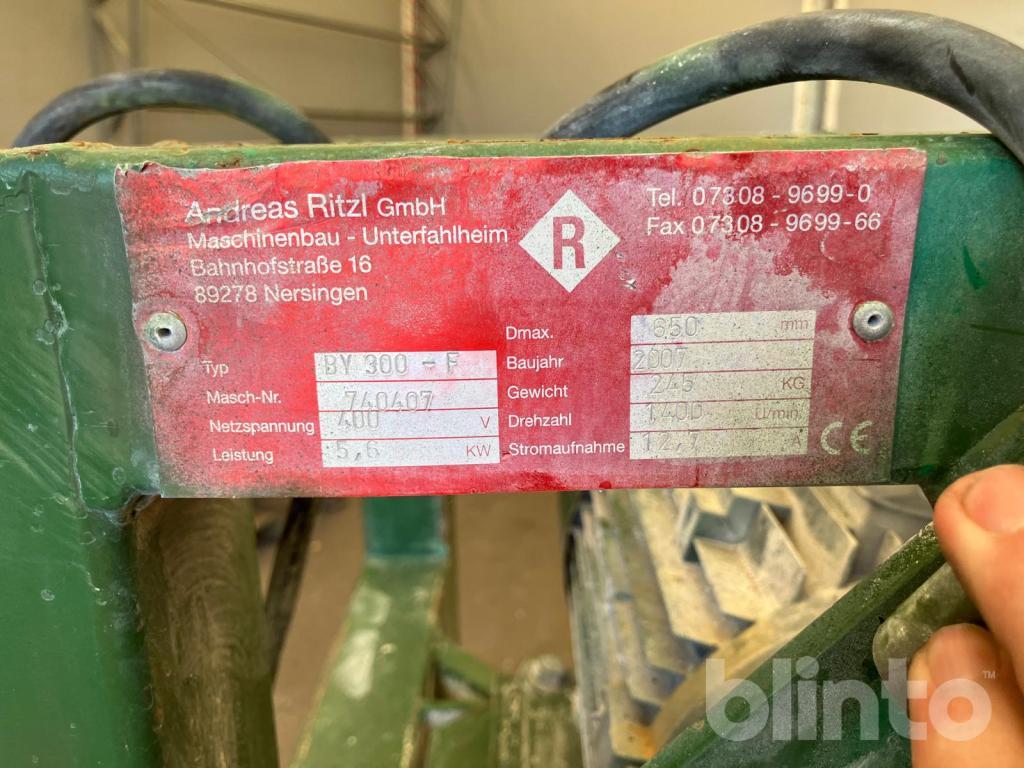 Andreas Ritzl GmbH
Maschinenbau - Unterfahlheim
Bahnhofstraße 16
89278 Nersingen
R
Tel. 07308 - 9699-0
Fax 07308 - 9699-66
Typ BY 300 - F
Masch-Nr. 740407
Netzspannung 400 V
Leistung 5,6 KW
Dmax. 650 mm
Baujahr 2007
Gewicht 245 KG
Drehzahl 1400 U/min.
Stromaufnahme 12,7 A
CE
blinto™